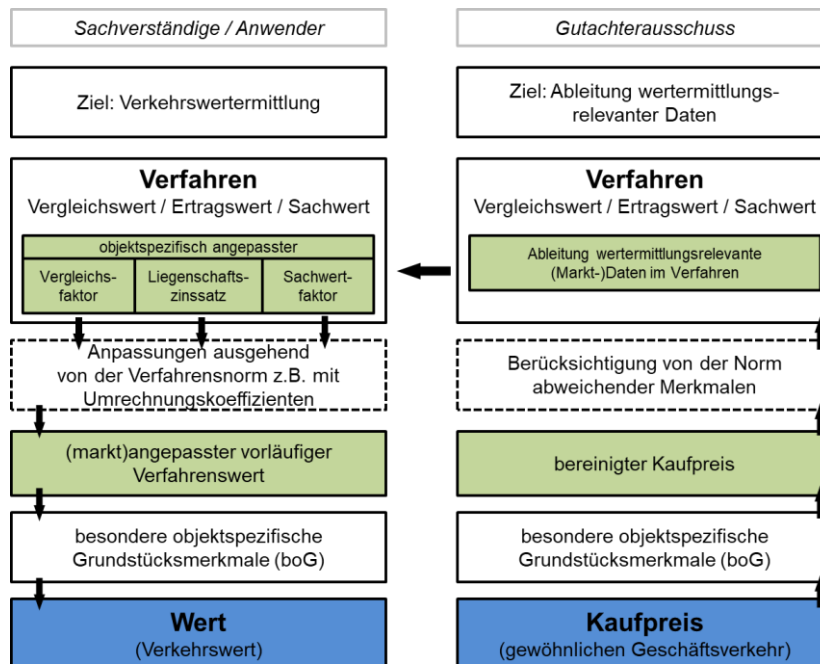 Sachverständige / Anwender
Ziel: Verkehrswertermittlung
Verfahren
Vergleichswert / Ertragswert / Sachwert
objektspezifisch angepasster
Vergleichs-
faktor
Liegenschafts-
zinssatz
Sachwert-
faktor
Anpassungen ausgehend
von der Verfahrensnorm z.B. mit
Umrechnungskoeffizienten
(markt)angepasster vorläufiger
Verfahrenswert
besondere objektspezifische
Grundstücksmerkmale (boG)
Wert
(Verkehrswert)
Gutachterausschuss
Ziel: Ableitung wertermittlungs-
relevanter Daten
Verfahren
Vergleichswert / Ertragswert / Sachwert
Ableitung wertermittlungsrelevante
(Markt-)Daten im Verfahren
Berücksichtigung von der Norm
abweichender Merkmalen
bereinigter Kaufpreis
besondere objektspezifische
Grundstücksmerkmale (boG)
Kaufpreis
(gewöhnlichen Geschäftsverkehr)